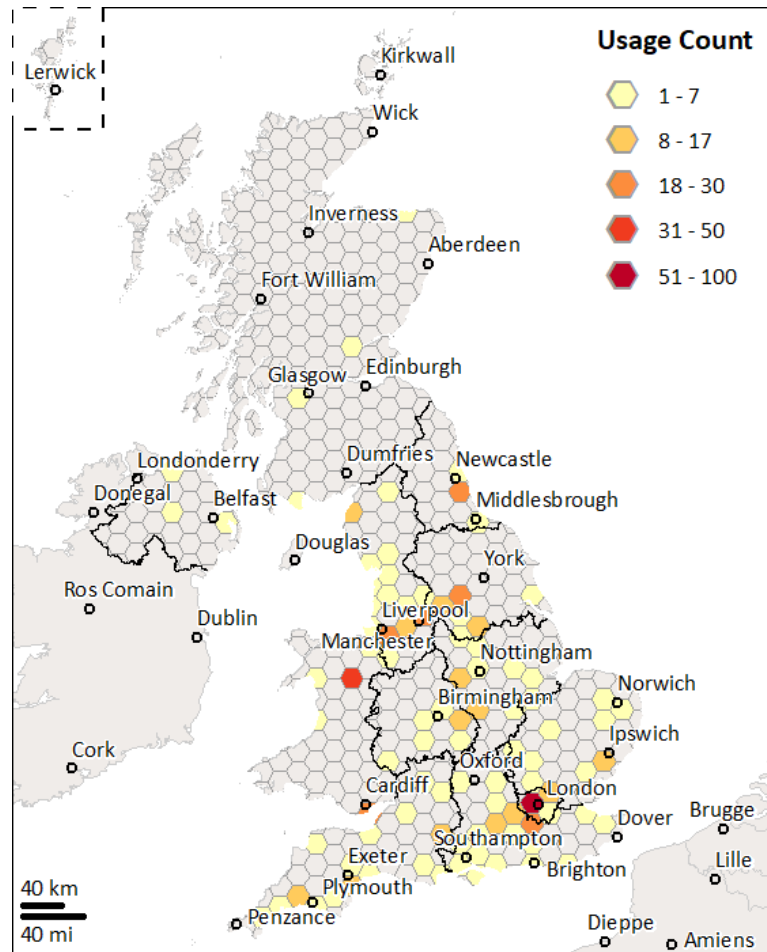 Usage Count
1 - 7
8 - 17
18 - 30
31 - 50
51 - 100
Lerwick
Kirkwall
Wick
Inverness
Aberdeen
Fort William
Edinburgh
Glasgow
Dumfries
Newcastle
Londonderry
Donegal
Belfast
Middlesbrough
Douglas
York
Ros Comain
Dublin
Liverpool
Manchester
Nottingham
Norwich
Birmingham
Ipswich
Cork
Oxford
Cardiff
London
Dover
Brugge
Southampton
Exeter
Brighton
Lille
Plymouth
40 km
40 mi
Penzance
Dieppe
Amiens